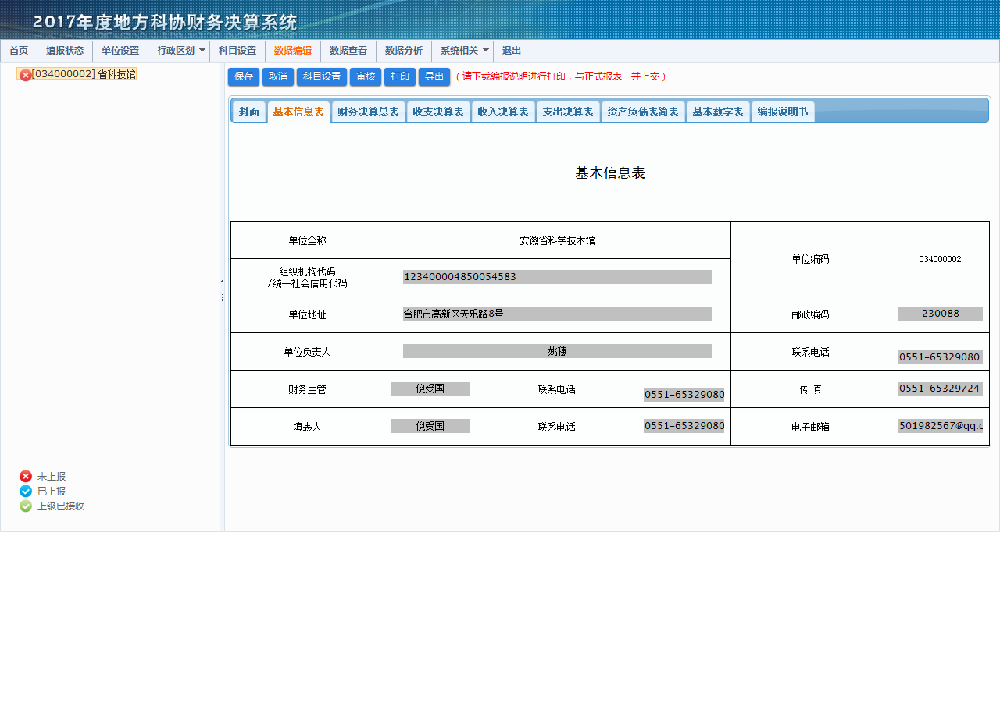 2017年度地方科协财务决算系统
首页 填报状态 单位设置 行政区划 科目设置 数据编辑 数据查看 数据分析 系统相关 退出
[034000002] 省科技馆
保存 取消 科目设置 审核 打印 导出 （请下载编报说明进行打印，与正式报表一并上交）
封面 基本信息表 财务决算总表 收支决算表 收入决算表 支出决算表 资产负债表简表 基本数字表 编报说明书
基本信息表
单位全称 安徽省科学技术馆 单位编码 034000002
组织机构代码
/统一社会信用代码 123400004850054583
单位地址 合肥市高新区天乐路8号 邮政编码 230088
单位负责人 姚穗 联系电话 0551-65329080
财务主管 倪受国 联系电话 0551-65329080 传 真 0551-65329724
填表人 倪受国 联系电话 0551-65329080 电子邮箱 501982567@qq.c
未上报
已上报
上级已接收